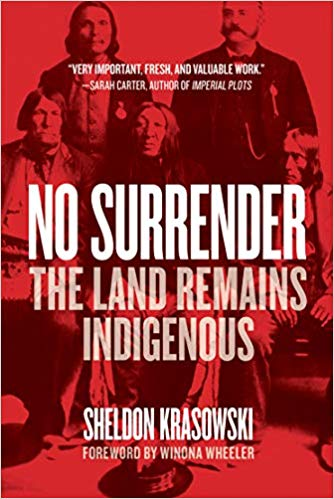 "VERY IMPORTANT, FRESH, AND VALUABLE WORK."
—SARAH CARTER, AUTHOR OF IMPERIAL PLOTS
NO SURRENDER
THE LAND REMAINS
INDIGENOUS
SHELDON KRASOWSKI
FOREWORD BY WINONA WHEELER